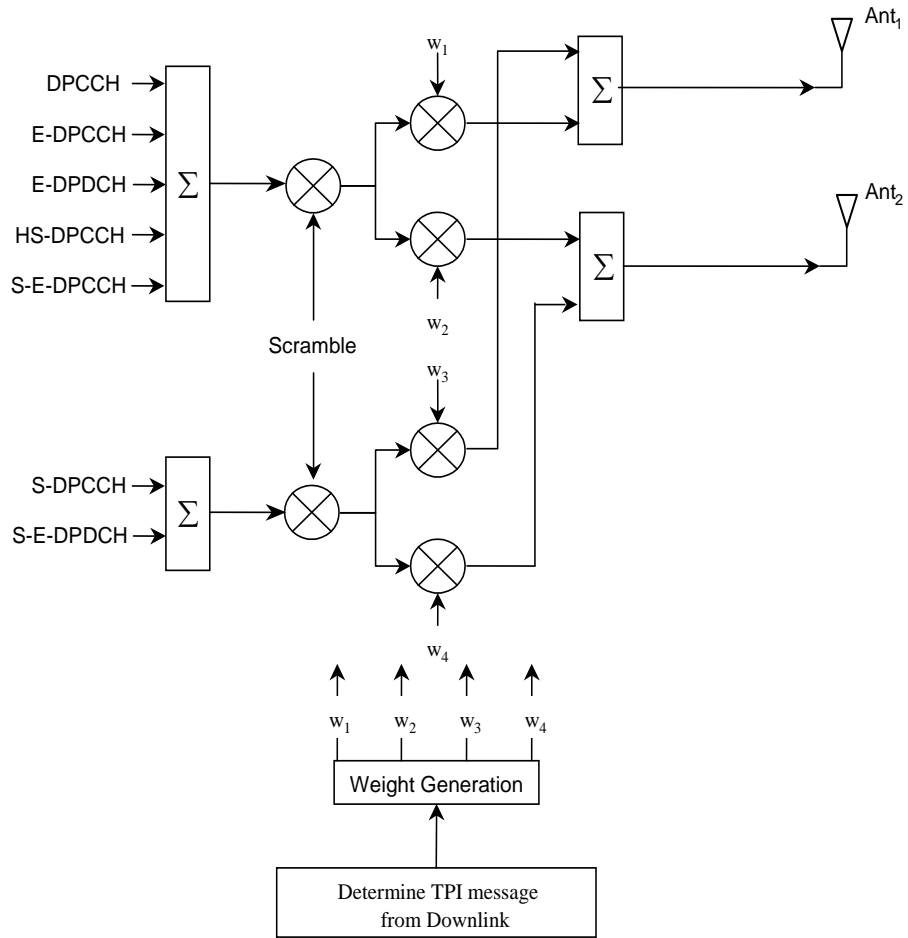 Ant1
w1
DPCCH
E-DPCCH
E-DPDCH
HS-DPCCH
S-E-DPCCH
Σ
Σ
Ant2
Σ
w2
Scramble
w3
S-DPCCH
S-E-DPDCH
Σ
w4
w1 w2 w3 w4
Weight Generation
Determine TPI message
from Downlink